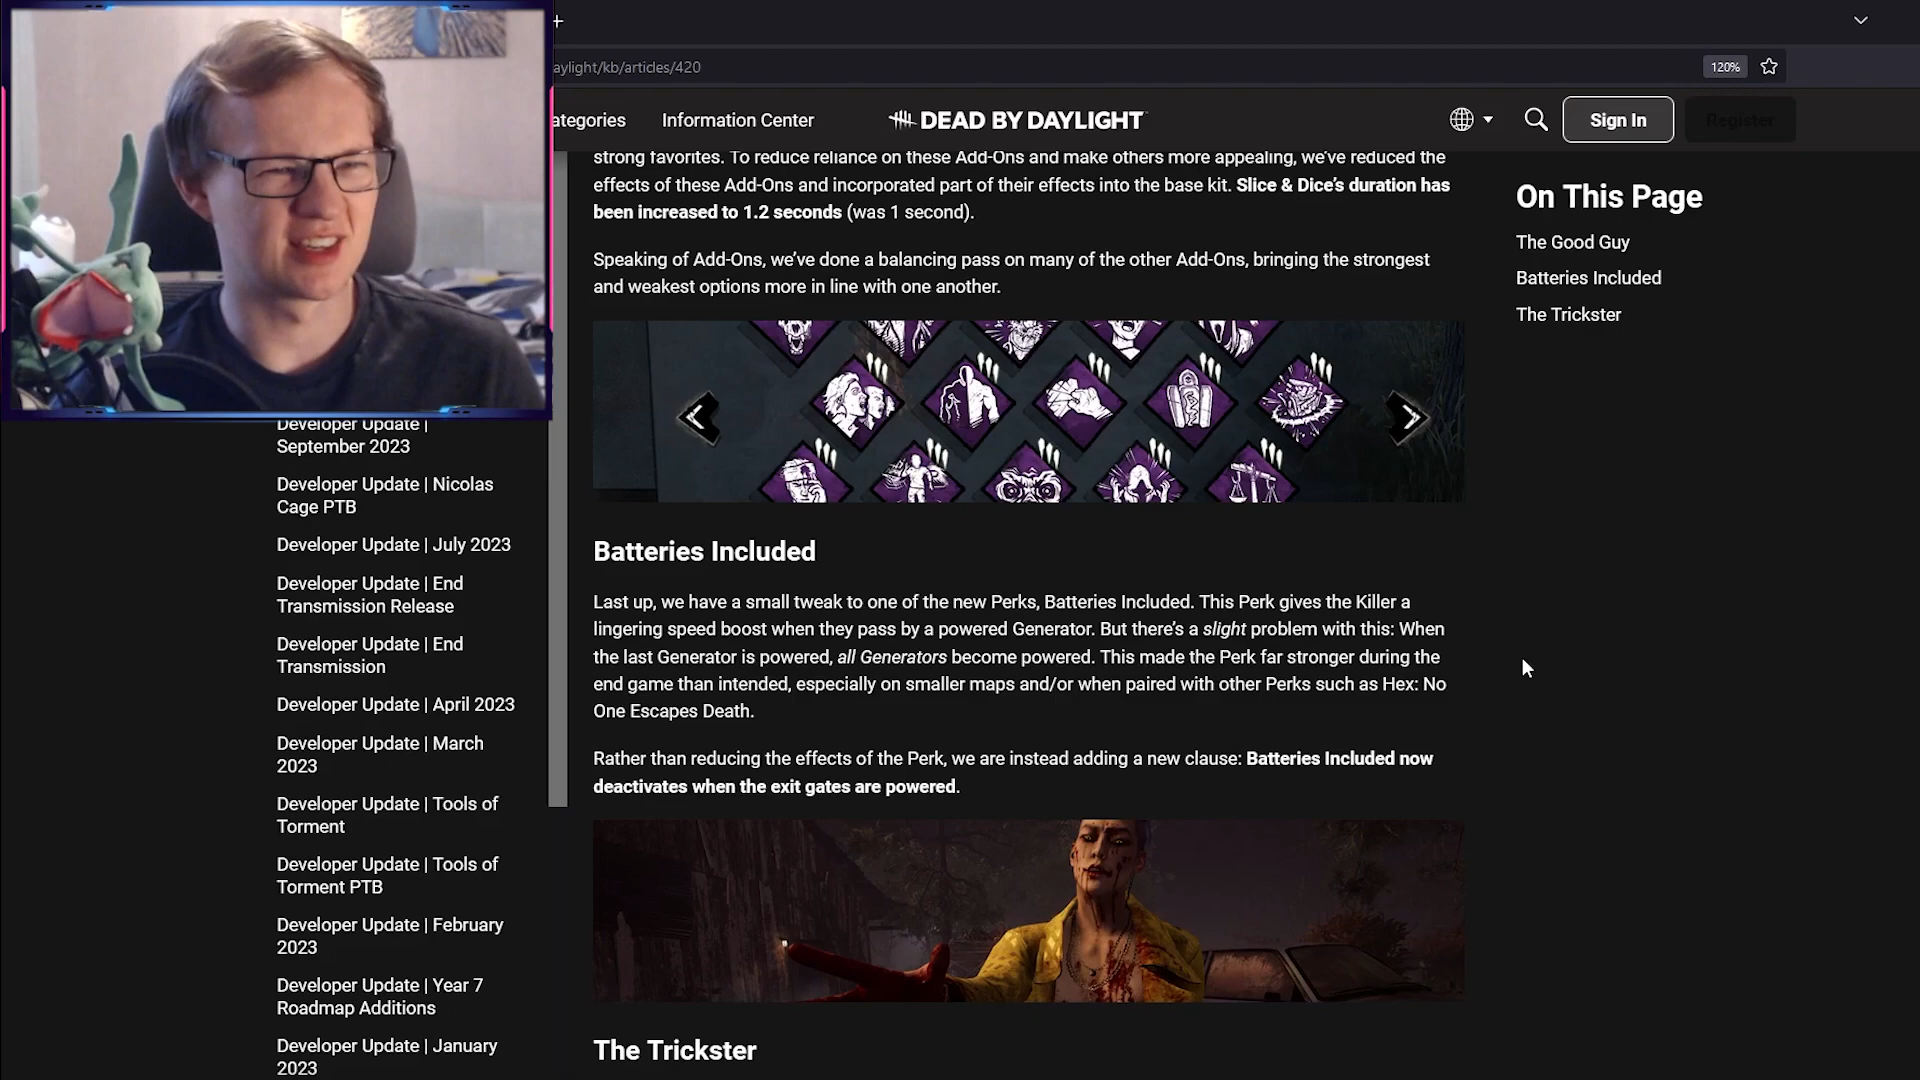 aylight/kb/articles/420
120%
ategories
Information Center
DEAD BY DAYLIGHT
Sign In
Register
strong favorites. To reduce reliance on these Add-Ons and make others more appealing, we've reduced the
effects of these Add-Ons and incorporated part of their effects into the base kit. Slice & Dice's duration has
been increased to 1.2 seconds (was 1 second).
Speaking of Add-Ons, we've done a balancing pass on many of the other Add-Ons, bringing the strongest
and weakest options more in line with one another.
On This Page
The Good Guy
Batteries Included
The Trickster
Developer Update |
September 2023
Developer Update | Nicolas
Cage PTB
Developer Update | July 2023
Developer Update | End
Transmission Release
Developer Update | End
Transmission
Developer Update | April 2023
Developer Update | March
2023
Developer Update | Tools of
Torment
Developer Update | Tools of
Torment PTB
Developer Update | February
2023
Developer Update | Year 7
Roadmap Additions
Developer Update | January
2023
Batteries Included
Last up, we have a small tweak to one of the new Perks, Batteries Included. This Perk gives the Killer a
lingering speed boost when they pass by a powered Generator. But there's a slight problem with this: When
the last Generator is powered, all Generators become powered. This made the Perk far stronger during the
end game than intended, especially on smaller maps and/or when paired with other Perks such as Hex: No
One Escapes Death.
Rather than reducing the effects of the Perk, we are instead adding a new clause: Batteries Included now
deactivates when the exit gates are powered.
The Trickster